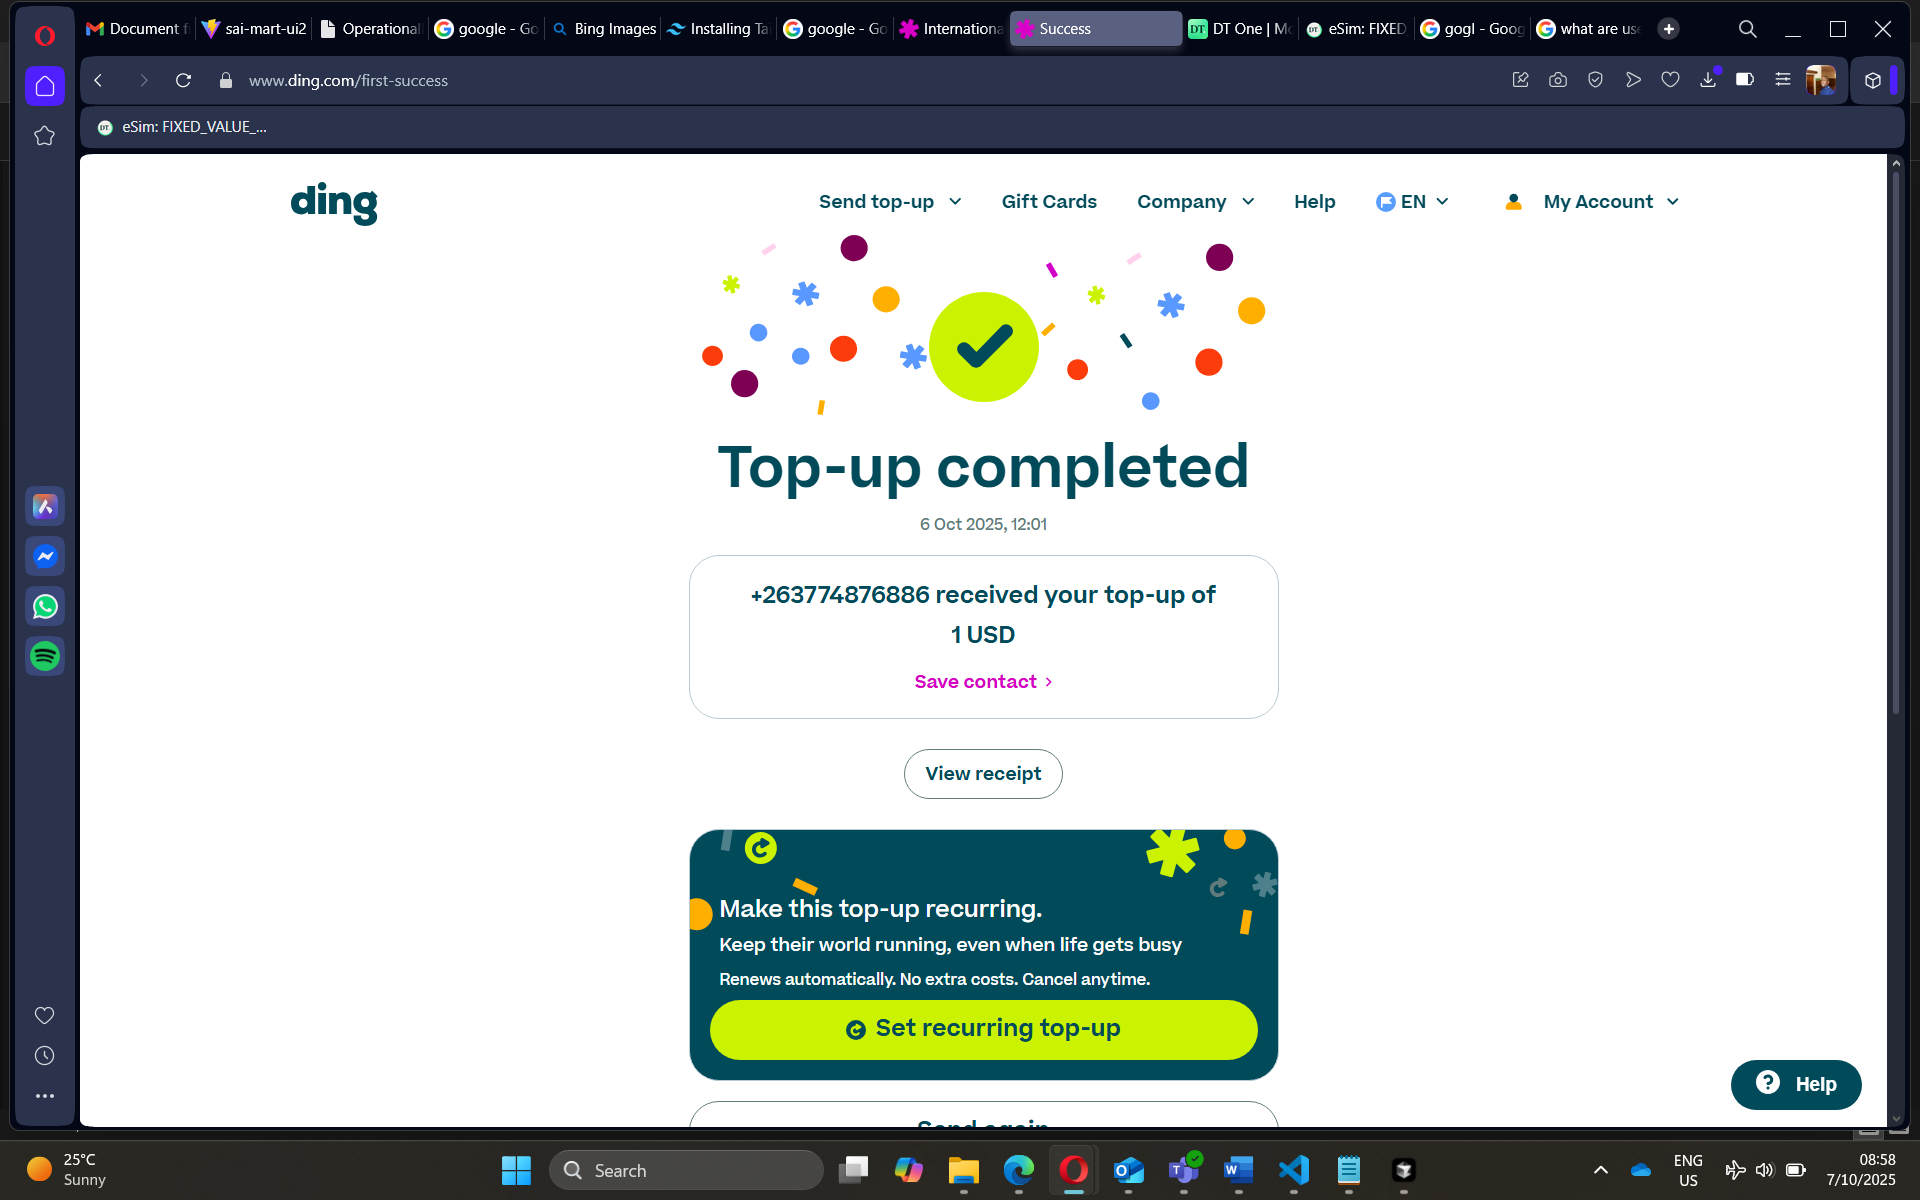 Document f
sai-mart-ui2
Operational
google - Go
Bing Images
Installing Tai
google - Go
Internationa
Success
DT One | Mo
eSim: FIXED
gogl - Goog
what are use
www.ding.com/first-success
DT eSim: FIXED_VALUE_...
ding
Send top-up
Gift Cards
Company
Help
EN
My Account
Top-up completed
6 Oct 2025, 12:01
+263774876886 received your top-up of
1 USD
Save contact
View receipt
Make this top-up recurring.
Keep their world running, even when life gets busy
Renews automatically. No extra costs. Cancel anytime.
Set recurring top-up
Send again
? Help
25°C
Sunny
Search
ENG
US
08:58
7/10/2025